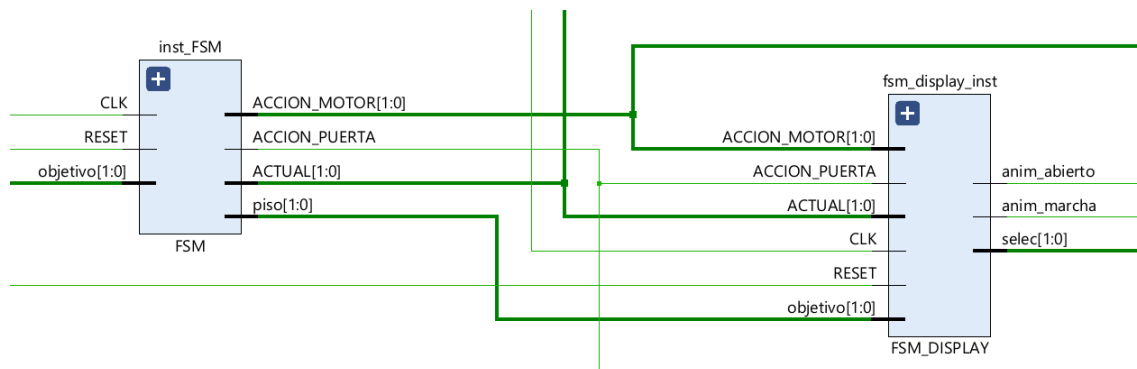 inst_FSM
CLK
RESET
objetivo[1:0]
ACCION_MOTOR[1:0]
ACCION_PUERTA
ACTUAL[1:0]
piso[1:0]
FSM
fsm_display_inst
ACCION_MOTOR[1:0]
ACCION_PUERTA
ACTUAL[1:0]
CLK
RESET
objetivo[1:0]
anim_abierto
anim_marcha
selec[1:0]
FSM_DISPLAY